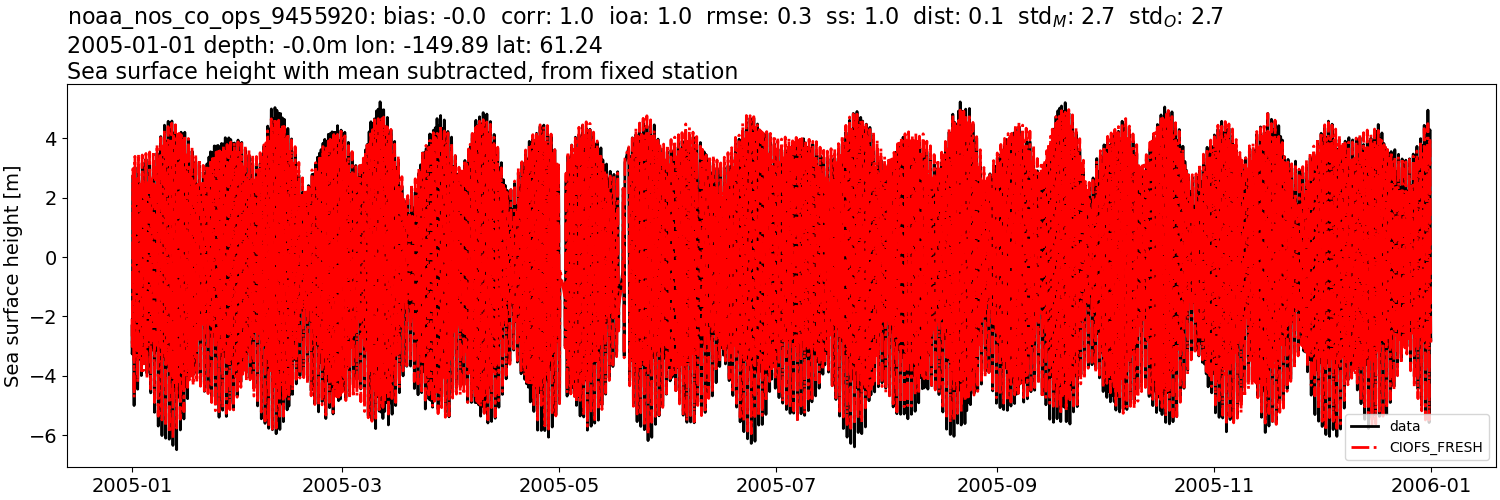 noaa_nos_co_ops_9455920: bias: -0.0 corr: 1.0 ioa: 1.0 rmse: 0.3 ss: 1.0 dist: 0.1 std_M: 2.7 std_O: 2.7
2005-01-01 depth: -0.0m lon: -149.89 lat: 61.24
Sea surface height with mean subtracted, from fixed station
Sea surface height [m]
4
2
0
−2
−4
−6
data
CIOFS_FRESH
2005-01 2005-03 2005-05 2005-07 2005-09 2005-11 2006-01